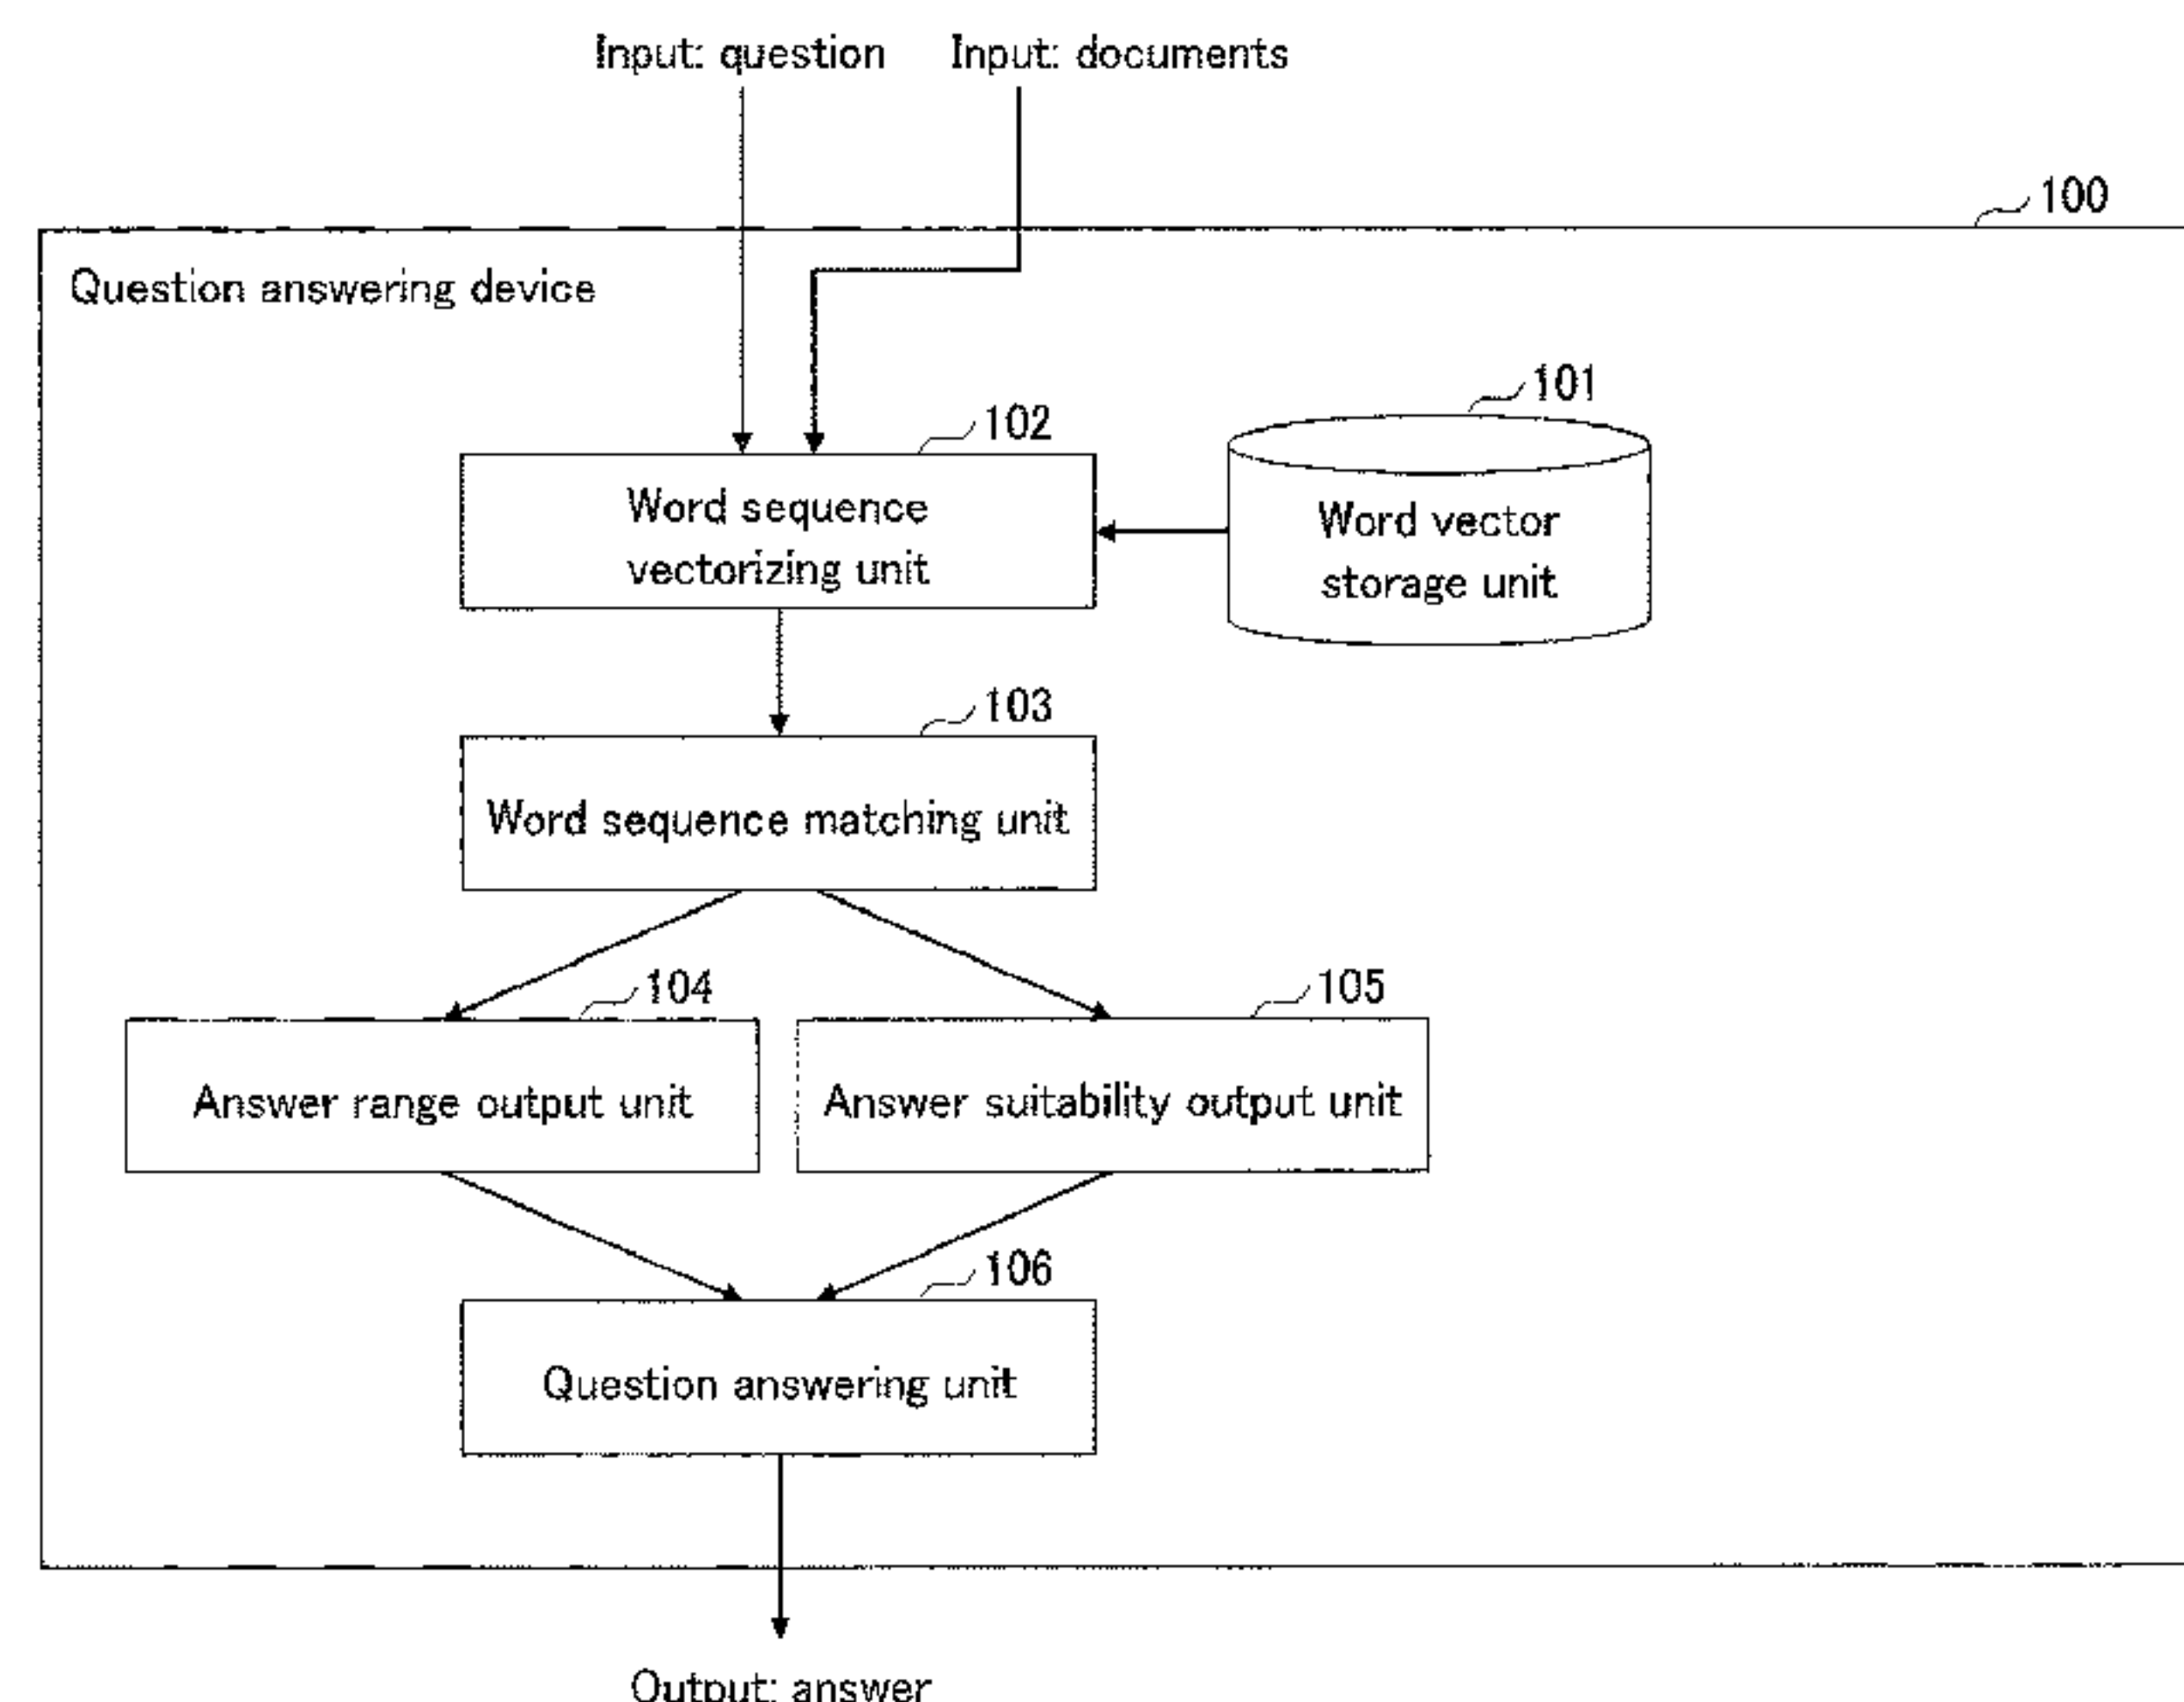 Input: question
Input: documents
100
Question answering device
101
102
Word sequence
vectorizing unit
Word vector
storage unit
103
Word sequence matching unit
104
105
Answer range output unit
Answer suitability output unit
106
Question answering unit
Output: answer